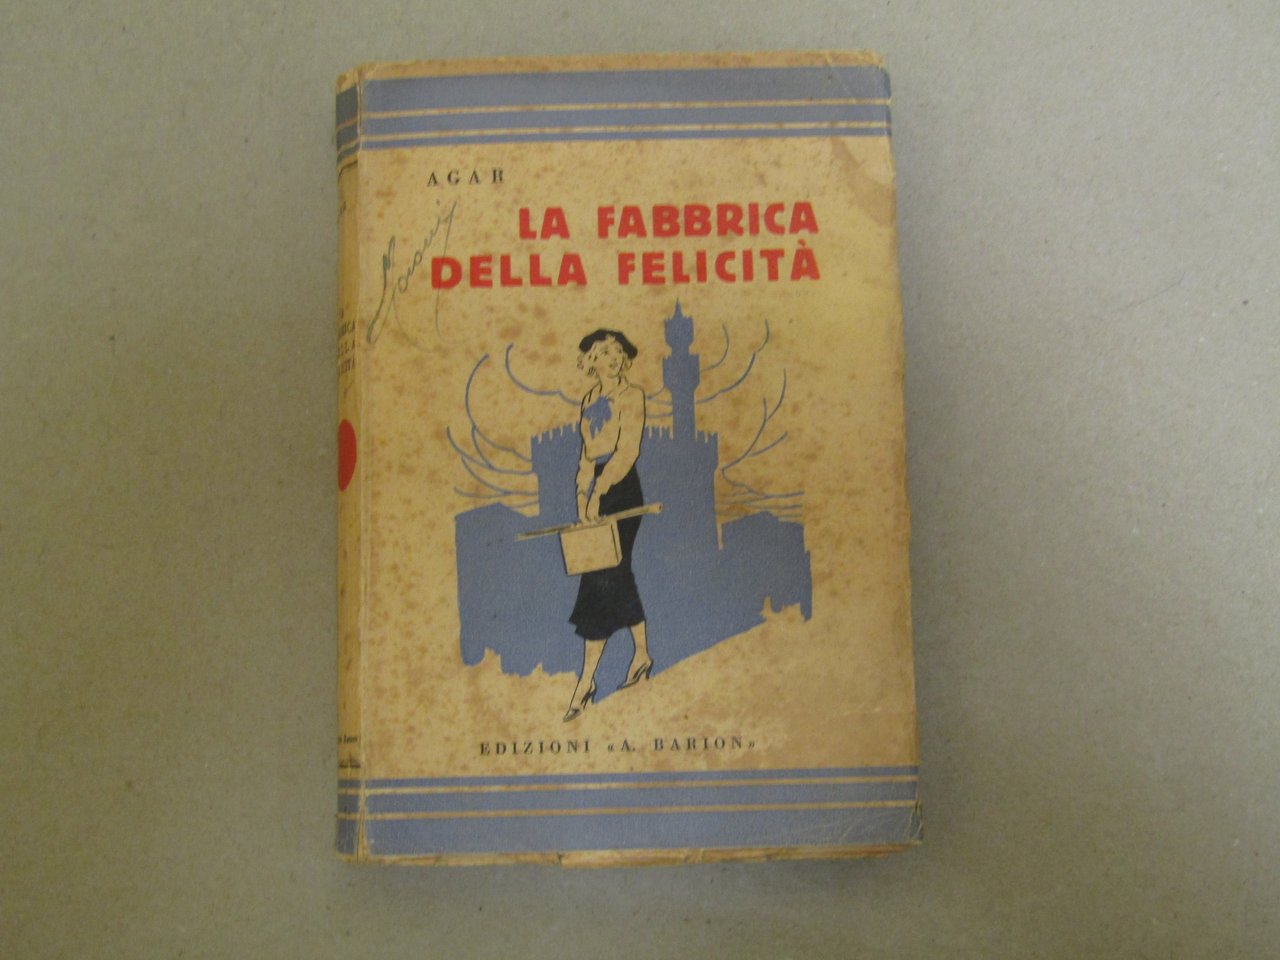 AGAR
LA FABBRICA
DELLA FELICITÀ
EDIZIONI «A. BARION»